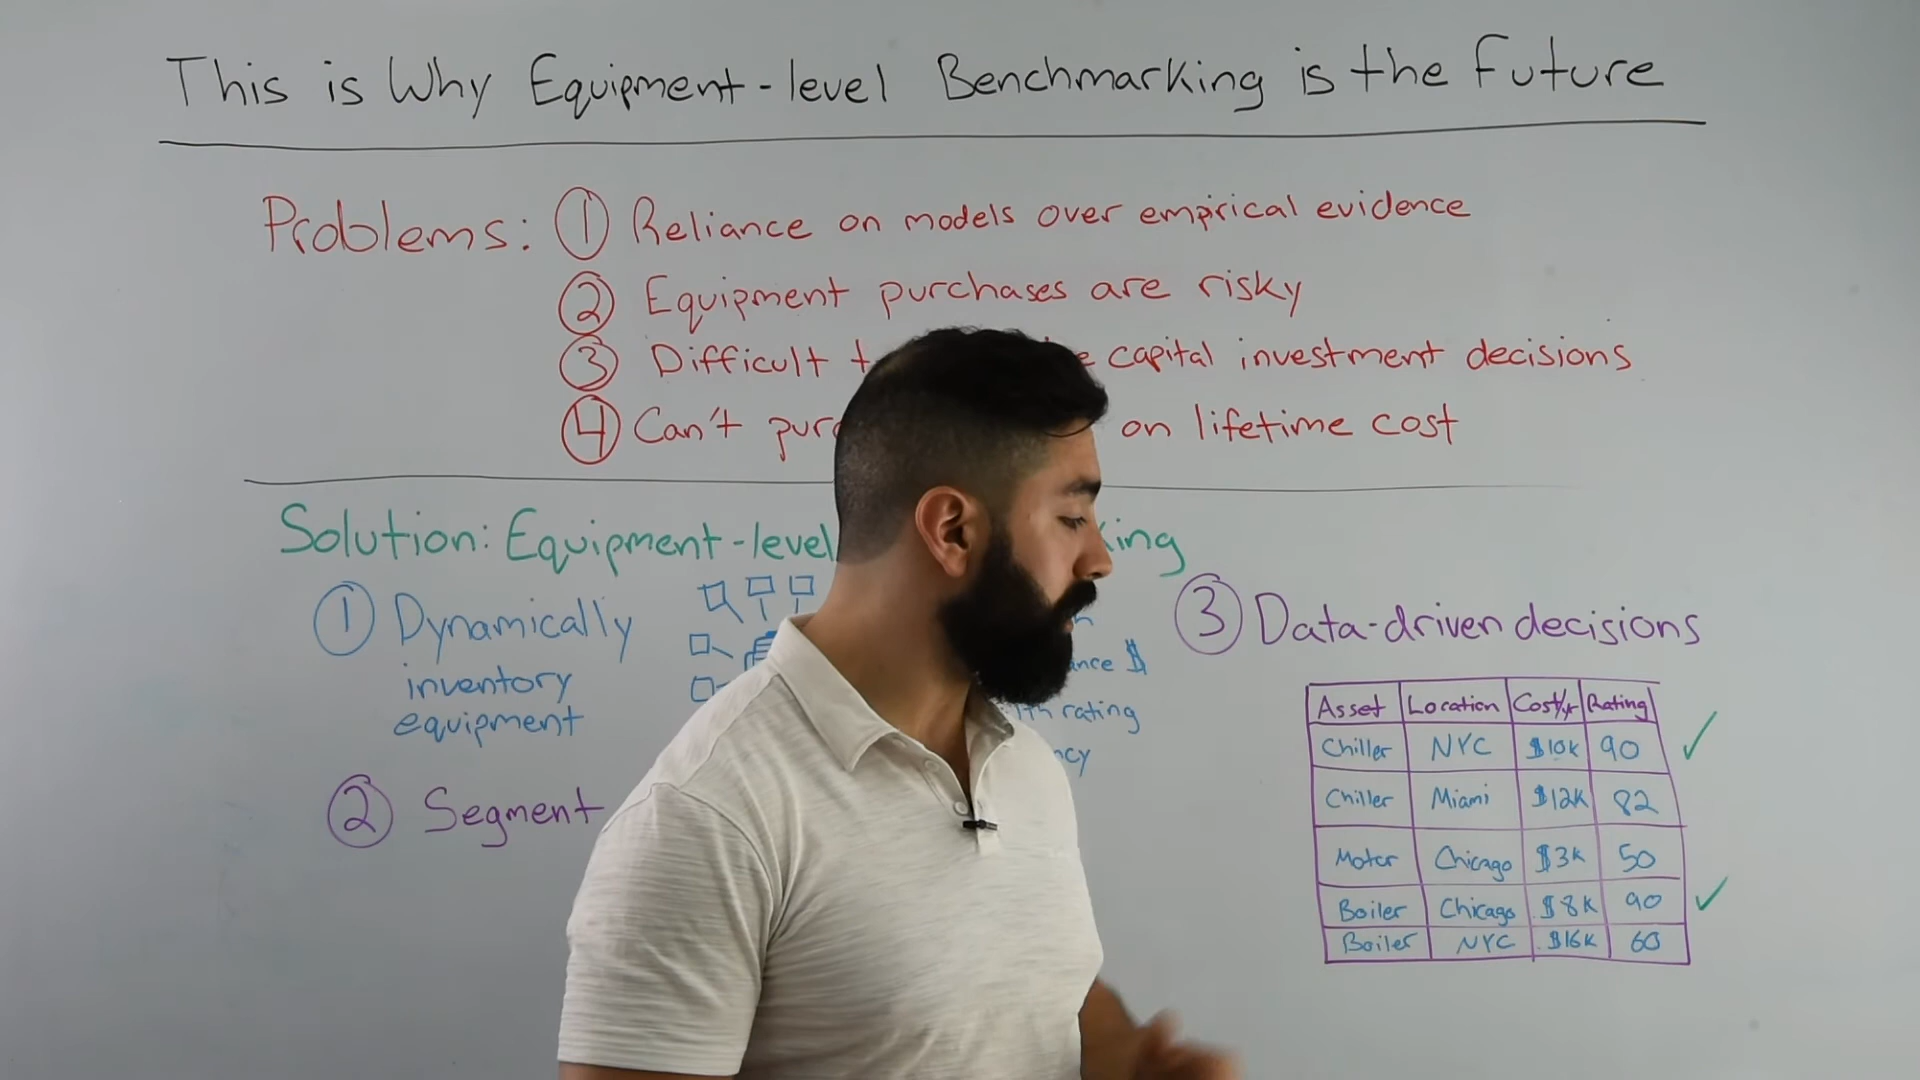 This is Why Equipment-level Benchmarking is the Future
Problems: 1 Reliance on models over empirical evidence
2 Equipment purchases are risky
3 Difficult capital investment decisions
4 Can't on lifetime cost
Solution: Equipment-level
1 Dynamically
inventory
equipment
$
rating
2 Segment
3 Data-driven decisions
Asset Location Cost/yr Rating
Chiller NYC $10k 90
Chiller Miami $12k 82
Motor Chicago $3k 50
Boiler Chicago $8k 90
Boiler NYC $16k 60